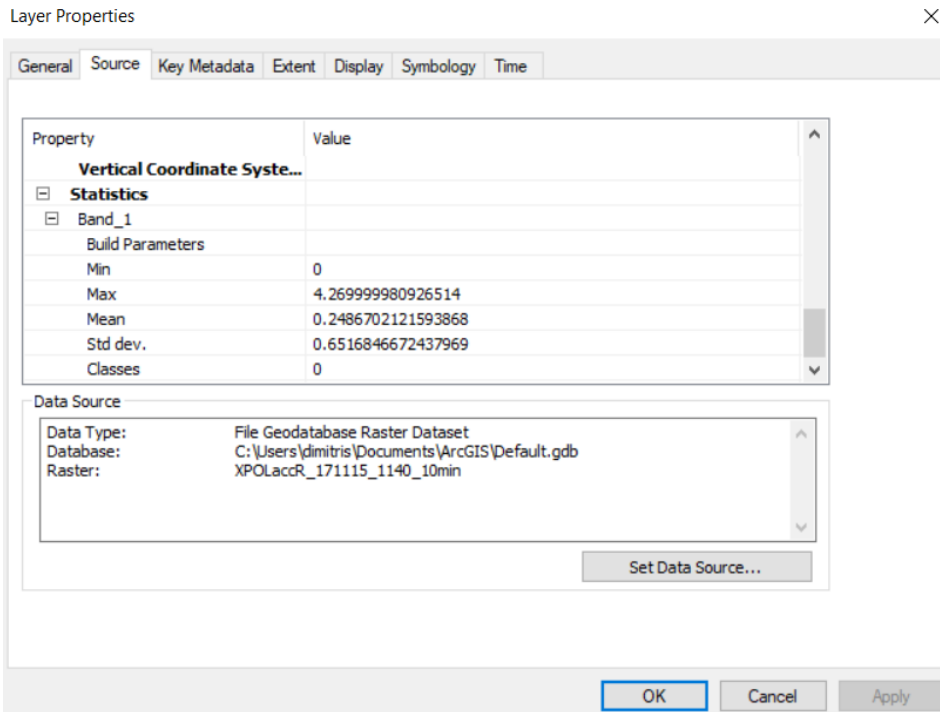 Layer Properties
General Source Key Metadata Extent Display Symbology Time
Property Value
Vertical Coordinate Syste...
Statistics
Band_1
Build Parameters
Min 0
Max 4.269999980926514
Mean 0.2486702121593868
Std dev. 0.6516846672437969
Classes 0
Data Source
Data Type: File Geodatabase Raster Dataset
Database: C:\Users\dimitris\Documents\ArcGIS\Default.gdb
Raster: XPOLaccR_171115_1140_10min
Set Data Source...
OK Cancel Apply